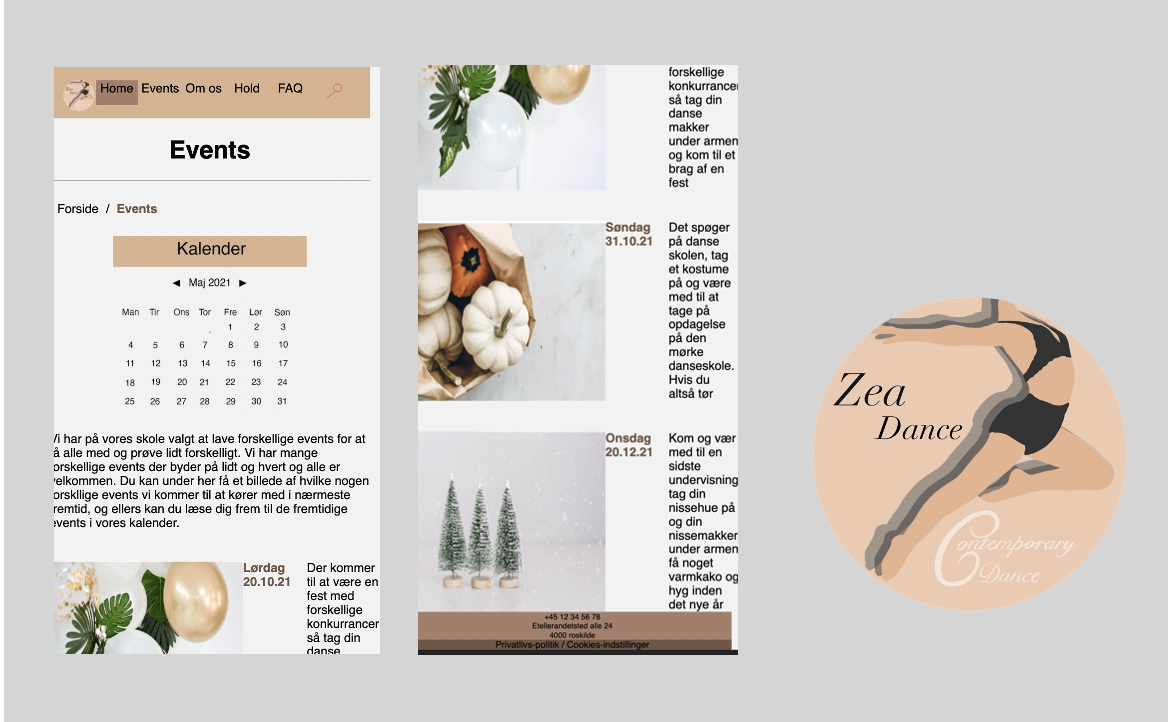 Zea
Home Events Om os Hold FAQ
Events
Forside / Events
Kalender
◀ Maj 2021 ▶
Man Tir Ons Tor Fre Lør Søn
1 2 3
4 5 6 7 8 9 10
11 12 13 14 15 16 17
18 19 20 21 22 23 24
25 26 27 28 29 30 31
Vi har på vores skole valgt at lave forskellige events for at
å alle med og prøve lidt forskelligt. Vi har mange
orskellige events der byder på lidt og hvert og alle er
velkommen. Du kan under her få et billede af hvilke nogen
orskllige events vi kommer til at kører med i nærmeste
remtid, og ellers kan du læse dig frem til de fremtidige
events i vores kalender.
Lørdag
20.10.21
Der kommer
til at være en
fest med
forskellige
konkurrancer
så tag din
danse
forskellige
konkurrancer
så tag din
danse
makker
under armen
og kom til et
brag af en
fest
Søndag
31.10.21
Det spøger
på danse
skolen, tag
et kostume
på og være
med til at
tage på
opdagelse
på den
mørke
danseskole.
Hvis du
altså tør
Onsdag
20.12.21
Kom og vær
med til en
sidste
undervisning
tag din
nissehue på
og din
nissemakker
under armen
få noget
varmkako og
hyg inden
det nye år
+45 12 34 56 78
Etellerandetsted alle 24
4000 roskilde
Privatlivs-politik / Cookies-indstillinger
Zea
Dance
Contemporary
Dance